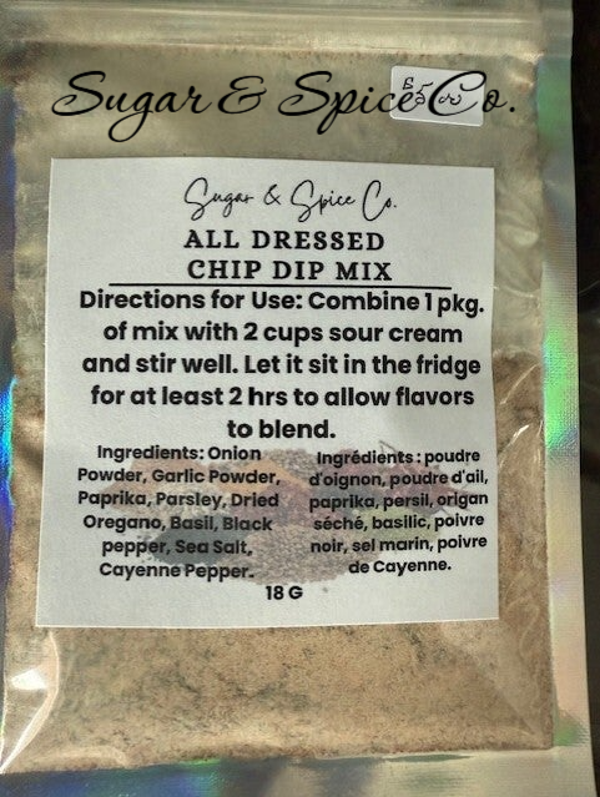 Sugar & Spice Co.
Sugar & Spice Co.
ALL DRESSED
CHIP DIP MIX
Directions for Use: Combine 1 pkg.
of mix with 2 cups sour cream
and stir well. Let it sit in the fridge
for at least 2 hrs to allow flavors
to blend.
Ingredients: Onion
Powder, Garlic Powder,
Paprika, Parsley, Dried
Oregano, Basil, Black
pepper, Sea Salt,
Cayenne Pepper.
Ingrédients : poudre
d'oignon, poudre d'ail,
paprika, persil, origan
séché, basilic, poivre
noir, sel marin, poivre
de Cayenne.
18 G